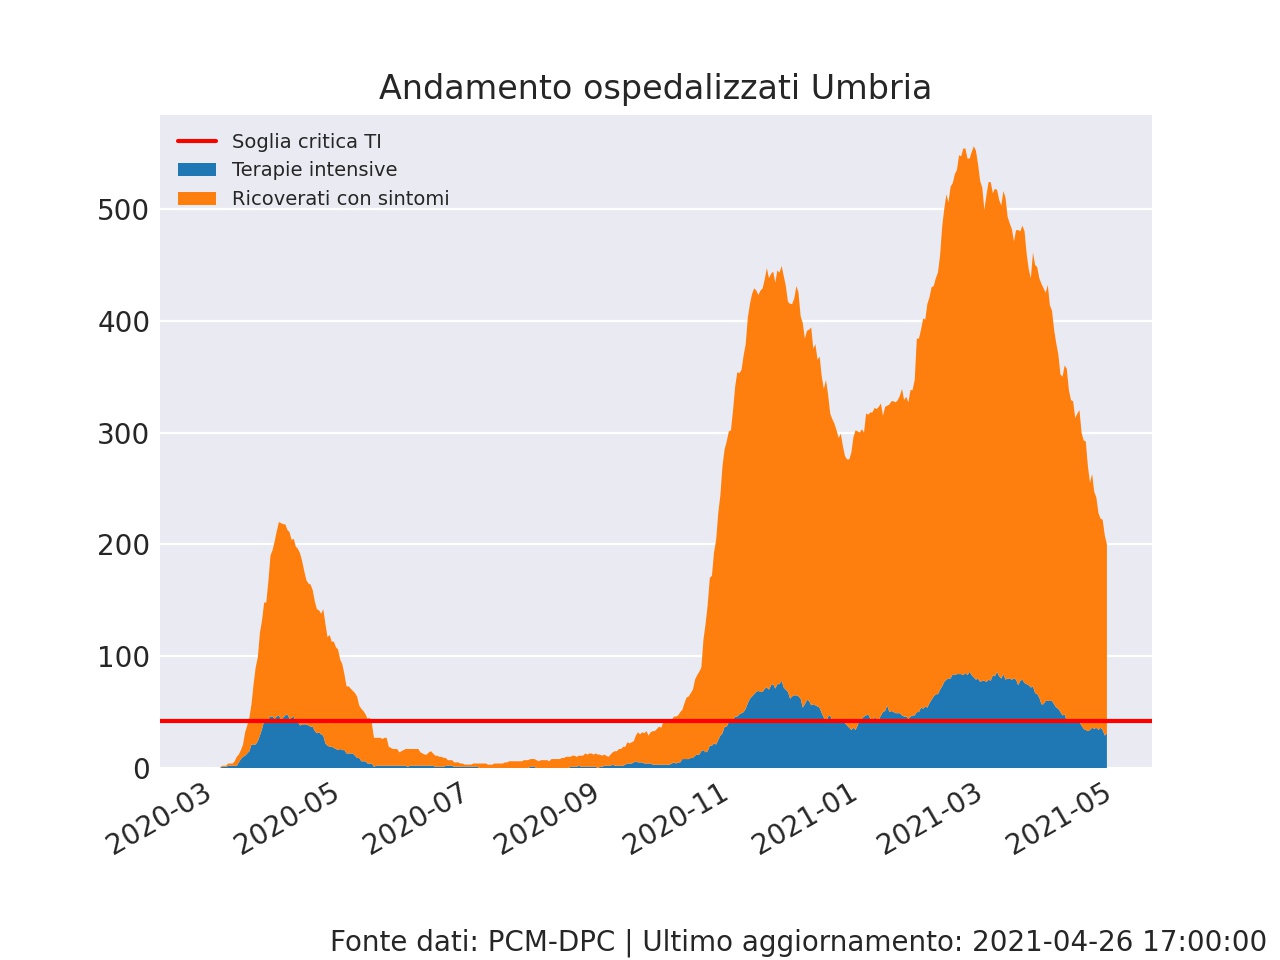 Andamento ospedalizzati Umbria
Soglia critica TI
Terapie intensive
Ricoverati con sintomi
500
400
300
200
100
0
2020-03
2020-05
2020-07
2020-09
2020-11
2021-01
2021-03
2021-05
Fonte dati: PCM-DPC | Ultimo aggiornamento: 2021-04-26 17:00:00